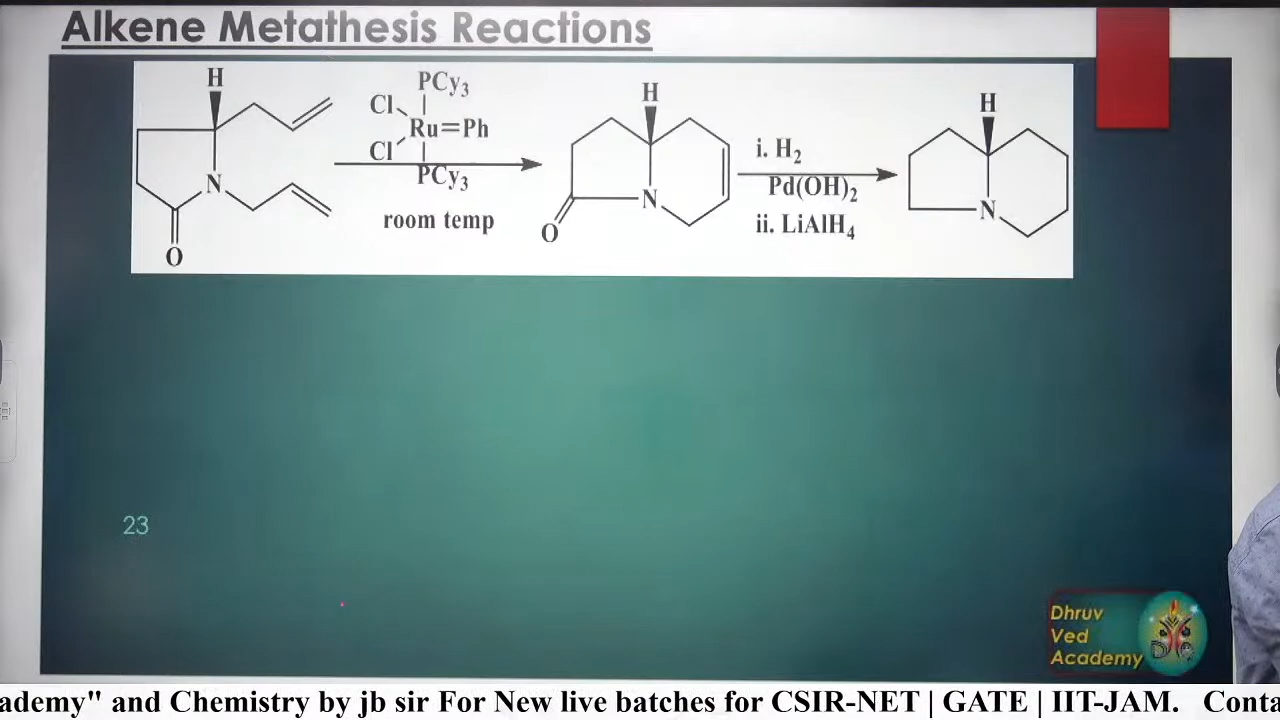 Alkene Metathesis Reactions
H
N
O
PCy3
Cl
Ru=Ph
Cl
PCy3
room temp
H
N
O
i. H2
Pd(OH)2
ii. LiAlH4
H
N
23
Dhruv
Ved
Academy
ademy" and Chemistry by jb sir For New live batches for CSIR-NET | GATE | IIT-JAM. Conta